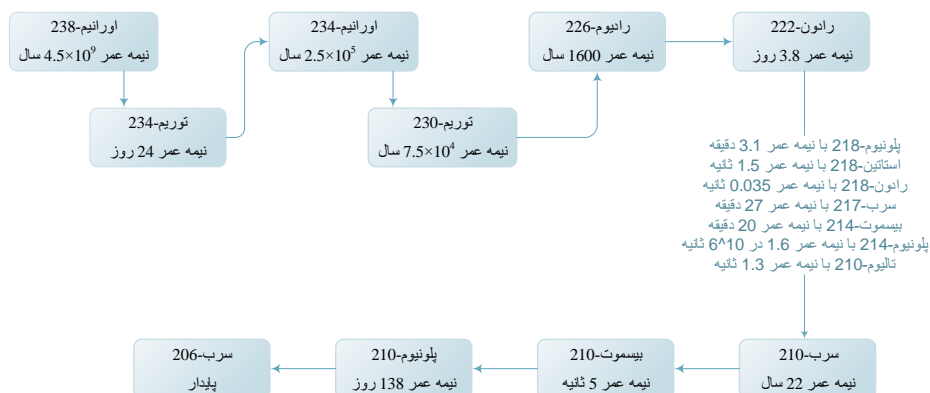 اورانیم-238
نیمه عمر 4.5×10⁹ سال
توریم-234
نیمه عمر 24 روز
اورانیم-234
نیمه عمر 2.5×10⁵ سال
توریم-230
نیمه عمر 7.5×10⁴ سال
رادیوم-226
نیمه عمر 1600 سال
رادون-222
نیمه عمر 3.8 روز
پلونیوم-218 با نیمه عمر 3.1 دقیقه
استاتین-218 با نیمه عمر 1.5 ثانیه
رادون-218 با نیمه عمر 0.035 ثانیه
سرب-217 با نیمه عمر 27 دقیقه
بیسموت-214 با نیمه عمر 20 دقیقه
پلونیوم-214 با نیمه عمر 1.6 در 10^6 ثانیه
تالیوم-210 با نیمه عمر 1.3 ثانیه
سرب-210
نیمه عمر 22 سال
بیسموت-210
نیمه عمر 5 ثانیه
پلونیوم-210
نیمه عمر 138 روز
سرب-206
پایدار